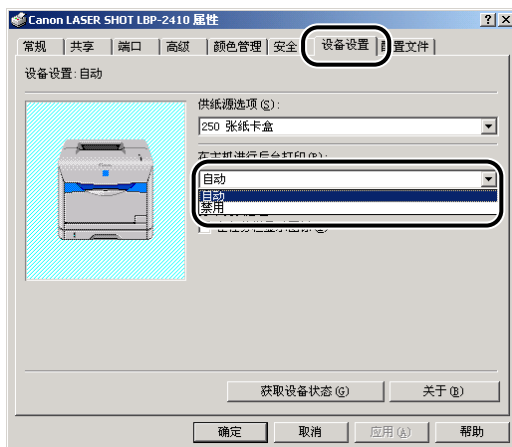 Canon LASER SHOT LBP-2410 属性
常规 共享 端口 高级 颜色管理 安全 设备设置 配置文件
设备设置: 自动
供紙源选项 (S):
250 张紙卡盒
在主机进行后台打印(P):
自动
自动
禁用
获取设备状态 (G) 关于 (B)
确定 取消 应用 (A) 帮助